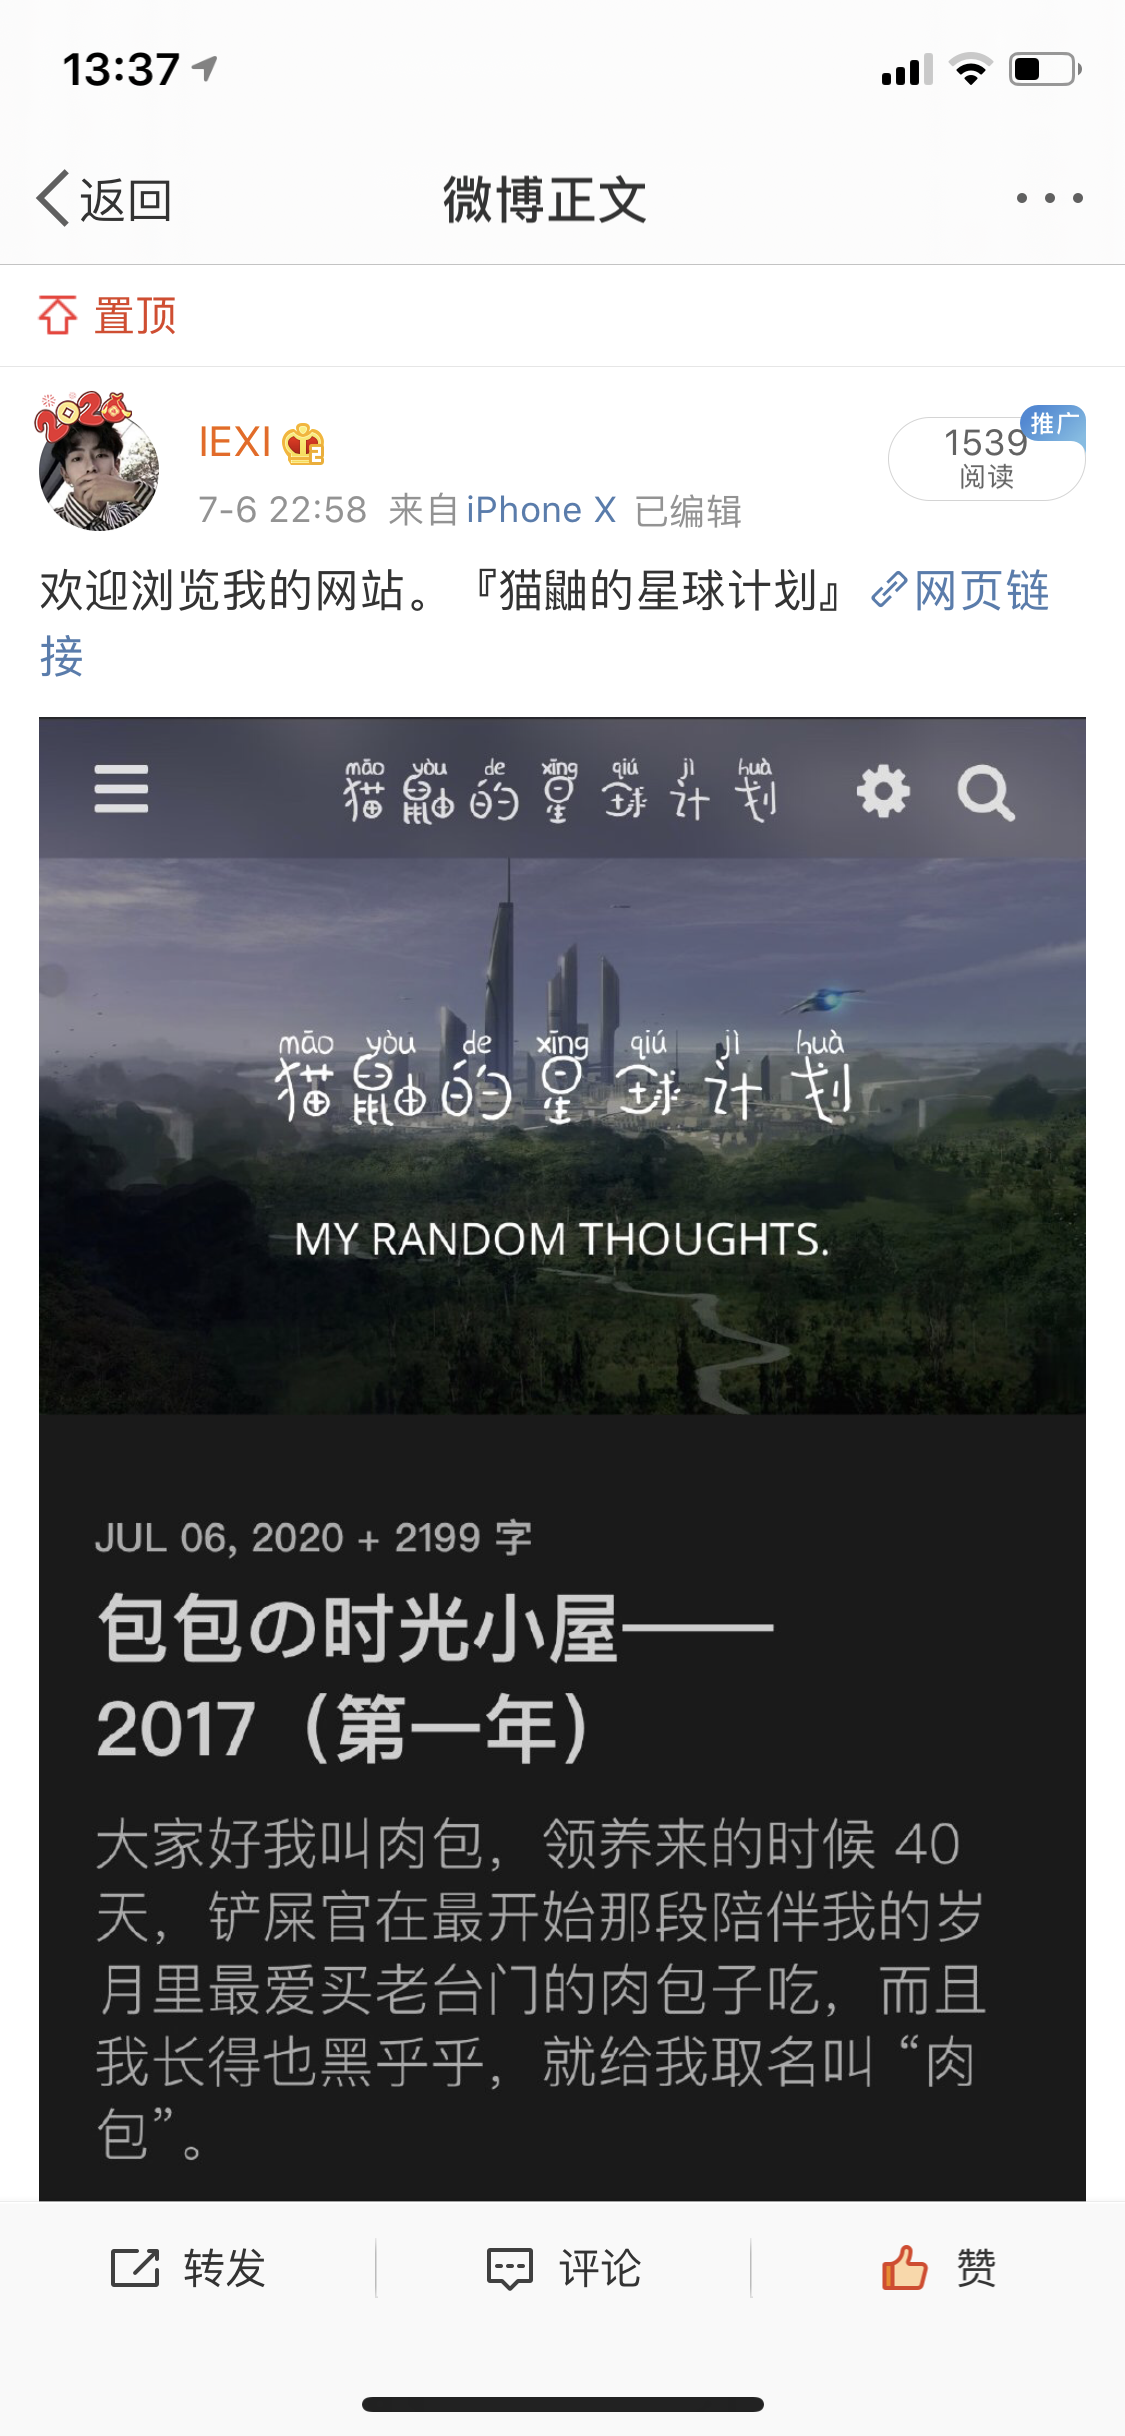 13:37
返回
微博正文
置顶
2020
IEXI
2
推广
1539
阅读
7-6 22:58 来自 iPhone X 已编辑
欢迎浏览我的网站。『猫鼬的星球计划』网页链
接
māo yòu de xīng qiú jì huà
猫鼬的星球计划
māo yòu de xīng qiú jì huà
猫鼬的星球计划
MY RANDOM THOUGHTS.
JUL 06, 2020 + 2199 字
包包の时光小屋——
2017（第一年）
大家好我叫肉包，领养来的时候 40
天，铲屎官在最开始那段陪伴我的岁
月里最爱买老台门的肉包子吃，而且
我长得也黑乎乎，就给我取名叫 “肉
包”。
转发
评论
赞